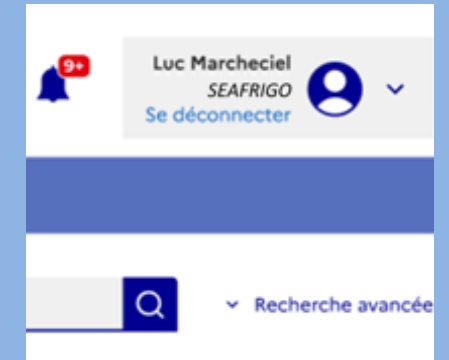 9+
Luc Marcheciel
SEAFRIGO
Se déconnecter
Recherche avancée